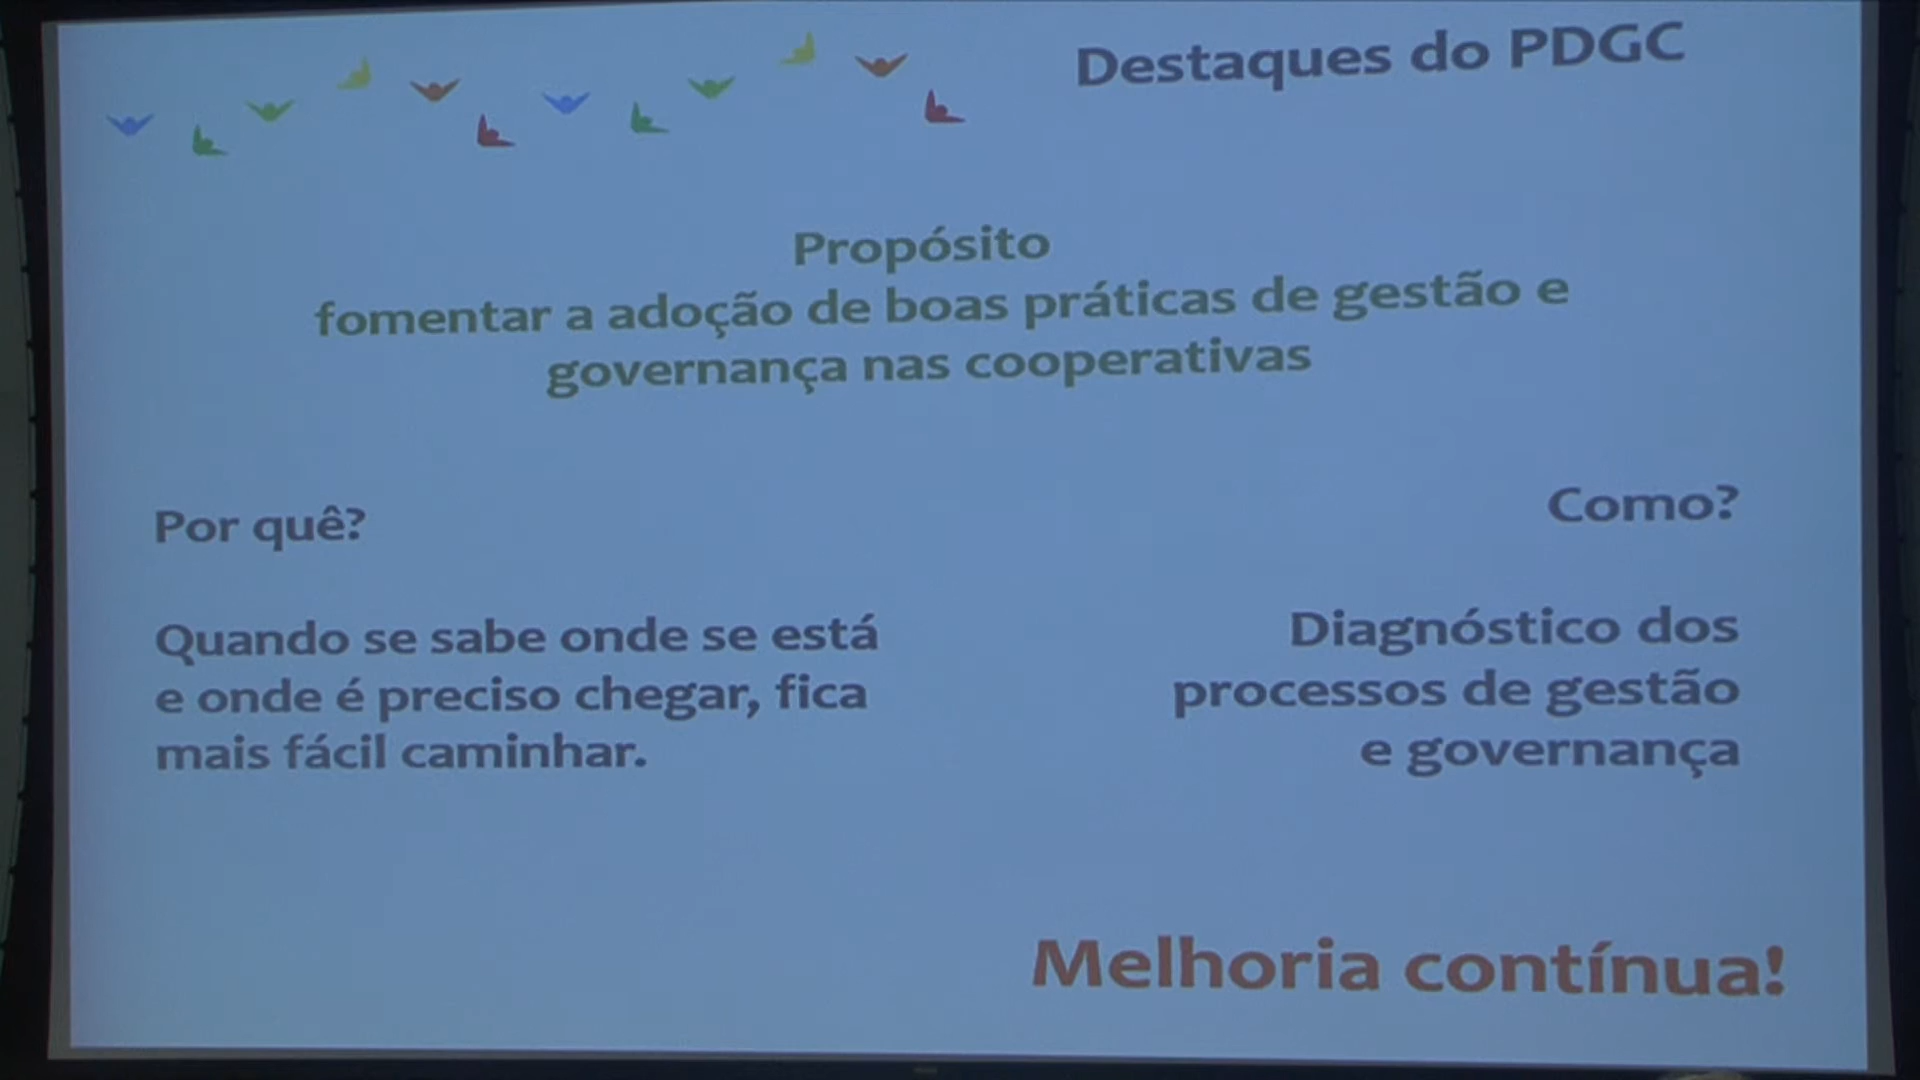 Destaques do PDGC
Propósito
fomentar a adoção de boas práticas de gestão e
governança nas cooperativas
Por quê?
Quando se sabe onde se está
e onde é preciso chegar, fica
mais fácil caminhar.
Como?
Diagnóstico dos
processos de gestão
e governança
Melhoria contínua!